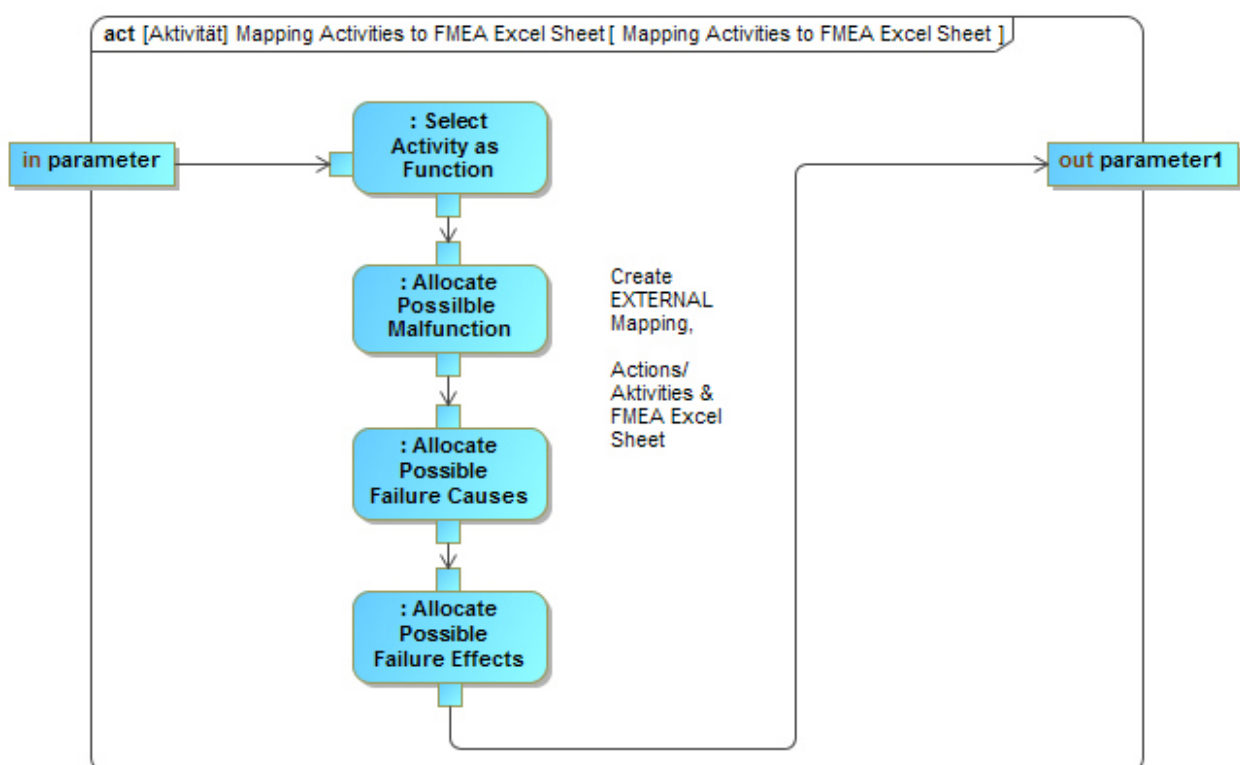 act [Aktivität] Mapping Activities to FMEA Excel Sheet [ Mapping Activities to FMEA Excel Sheet ]
in parameter
: Select
Activity as
Function
out parameter1
: Allocate
Possilble
Malfunction
Create
EXTERNAL
Mapping,
Actions/
Aktivities &
FMEA Excel
Sheet
: Allocate
Possible
Failure Causes
: Allocate
Possible
Failure Effects